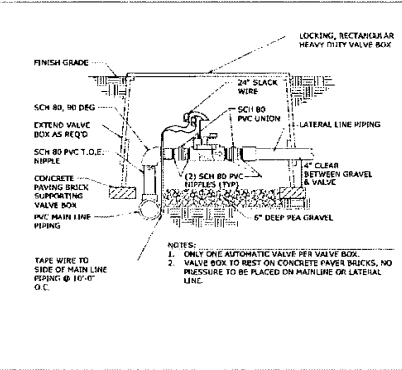 LOCKING, RECTANGULAR
HEAVY DUTY VALVE BOX
FINISH GRADE
24" SLACK
WIRE
SCH 80, 90 DEG
SCH 80
PVC UNION
EXTEND VALVE
BOX AS REQ'D
LATERAL LINE PIPING
SCH 80 PVC T.O.E.
NIPPLE
4" CLEAR
BETWEEN GRAVEL
& VALVE
CONCRETE
PAVING BRICK
SUPPORTING
VALVE BOX
(2) SCH 80 PVC
NIPPLES (TYP)
PVC MAIN LINE
PIPING
6" DEEP PEA GRAVEL
TAPE WIRE TO
SIDE OF MAIN LINE
PIPING @ 10'-0"
O.C.
NOTES:
1. ONLY ONE AUTOMATIC VALVE PER VALVE BOX.
2. VALVE BOX TO REST ON CONCRETE PAVER BRICKS, NO
PRESSURE TO BE PLACED ON MAINLINE OR LATERAL
LINE.